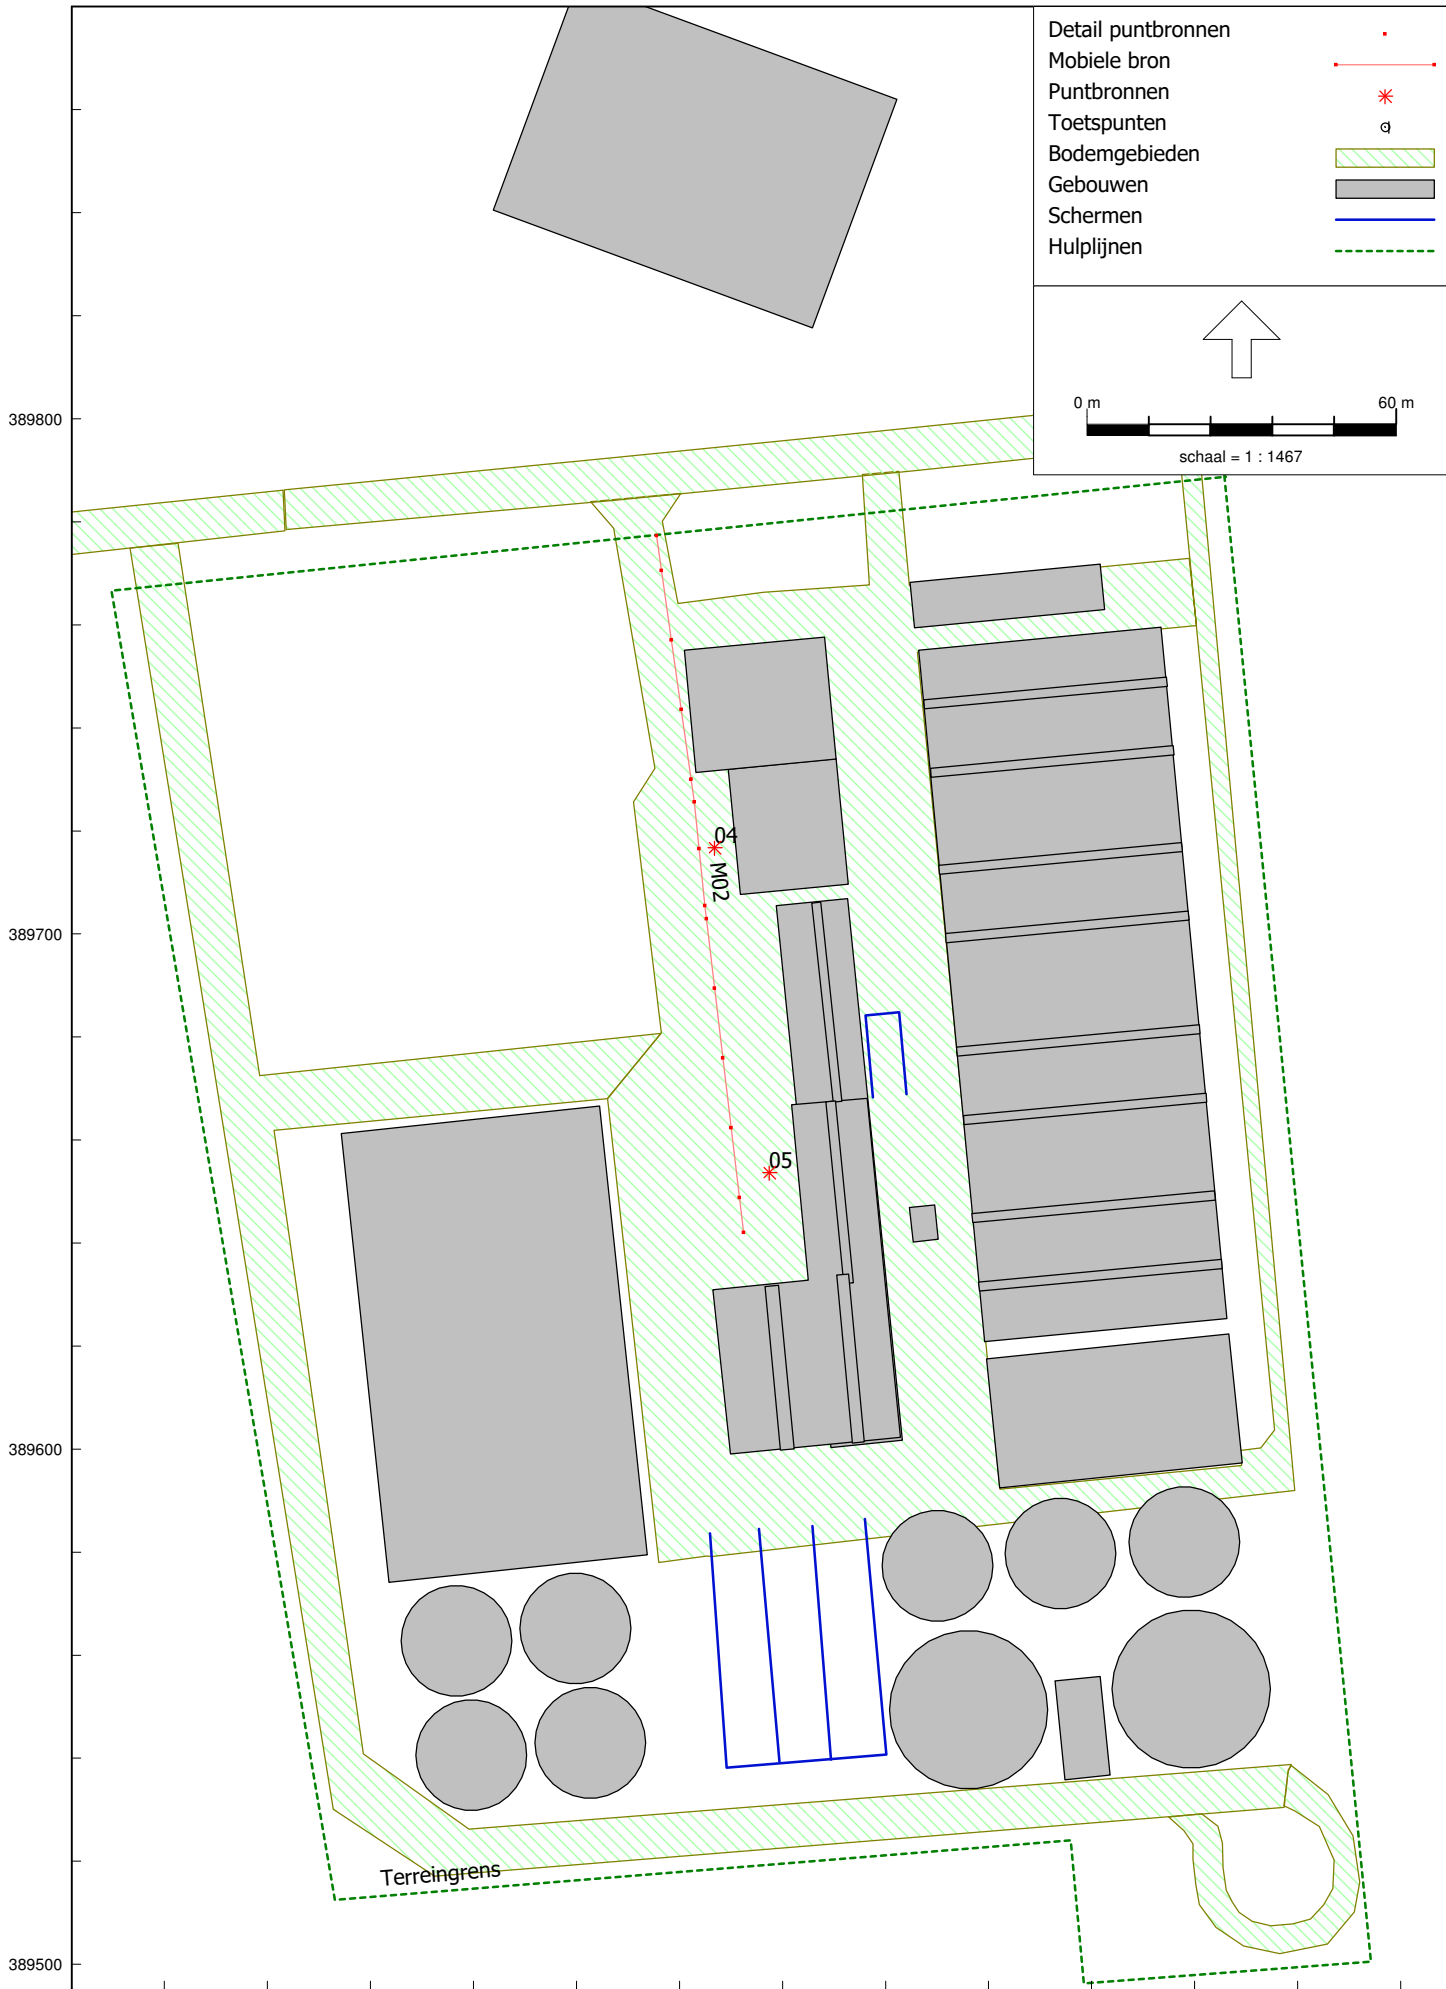 Detail puntbronnen
Mobiele bron
Puntbronnen
Toetspunten
Bodemgebieden
Gebouwen
Schermen
Hulplijnen
0 m 60 m
schaal = 1 : 1467
389800
04
M02
389700
05
389600
Terreingrens
389500